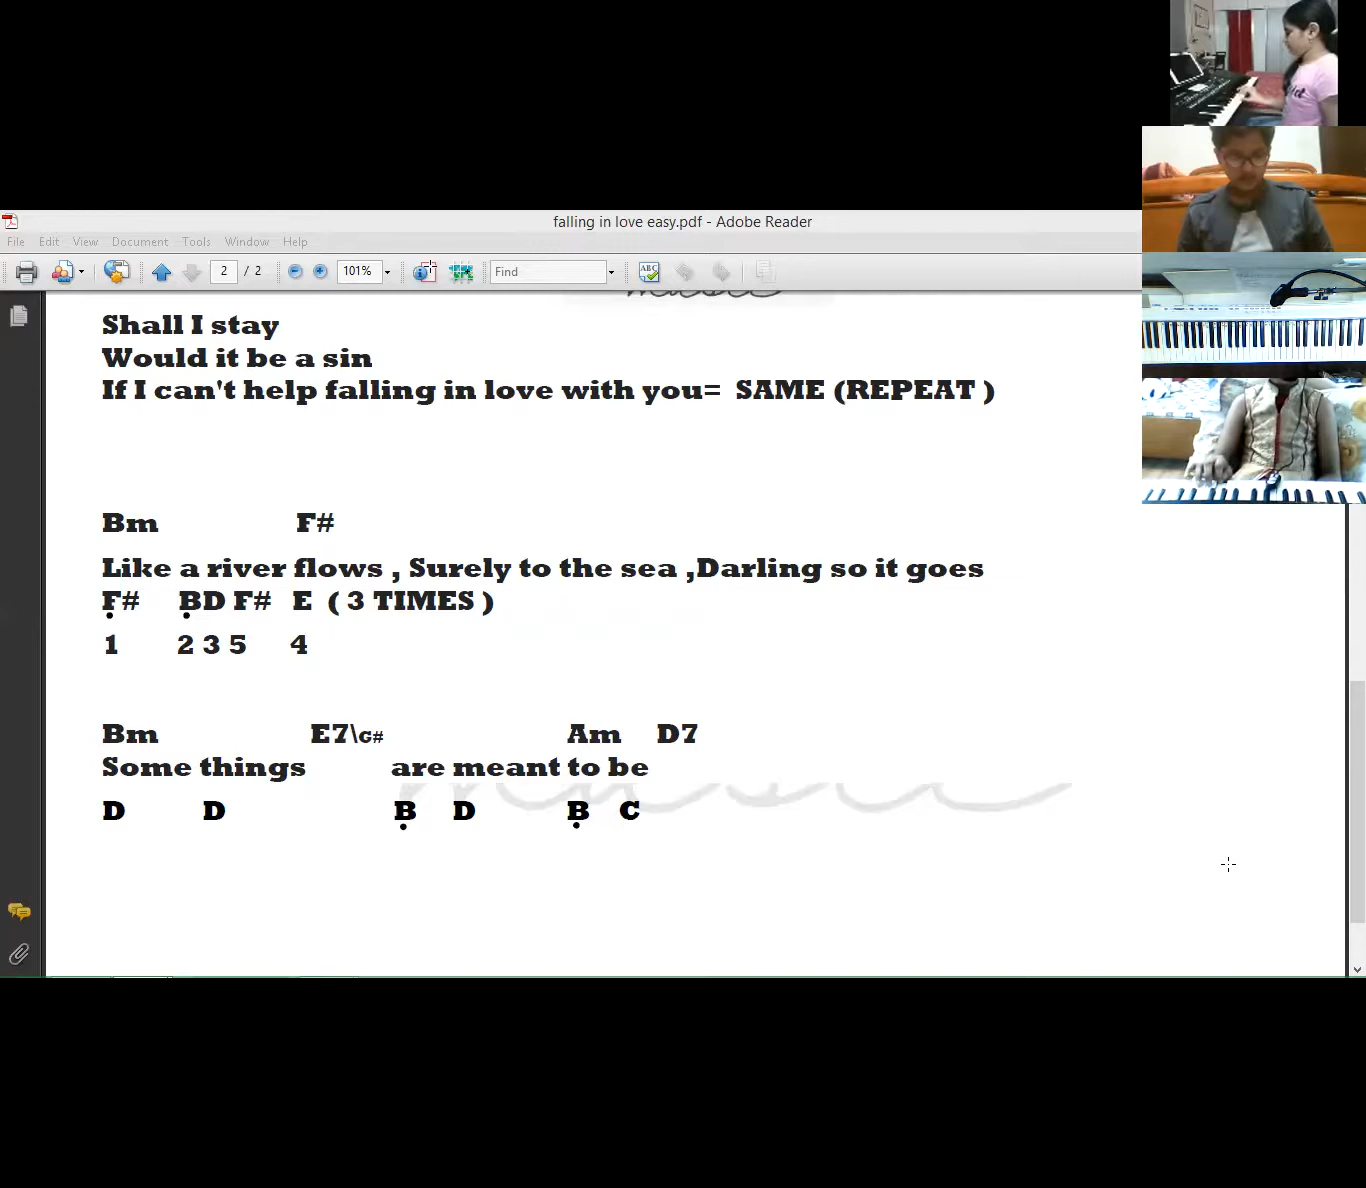 falling in love easy.pdf - Adobe Reader
File Edit View Document Tools Window Help
2 / 2 101% Find
Shall I stay
Would it be a sin
If I can't help falling in love with you= SAME (REPEAT )
Bm F#
Like a river flows , Surely to the sea ,Darling so it goes
Ḟ# ḄD F# E ( 3 TIMES )
1 2 3 5 4
Bm E7\G# Am D7
Some things are meant to be
D D Ḅ D Ḅ C
music